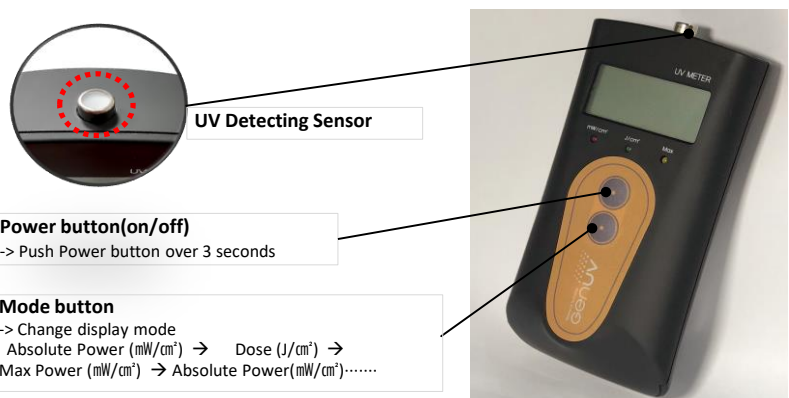 UV Detecting Sensor
Power button(on/off)
-> Push Power button over 3 seconds
Mode button
-> Change display mode
Absolute Power (㎽/㎠) → Dose (J/㎠) →
Max Power (㎽/㎠) → Absolute Power(㎽/㎠)·······
UV METER
mW/cm²
J/cm²
Max
GenUV
UV